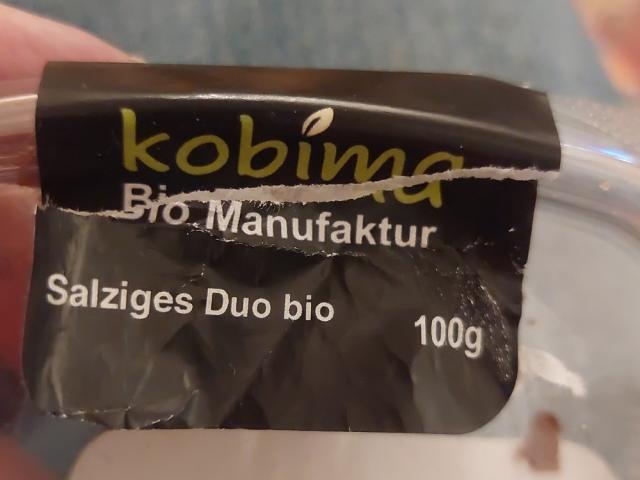 kobima
Bio Manufaktur
Salziges Duo bio
100g